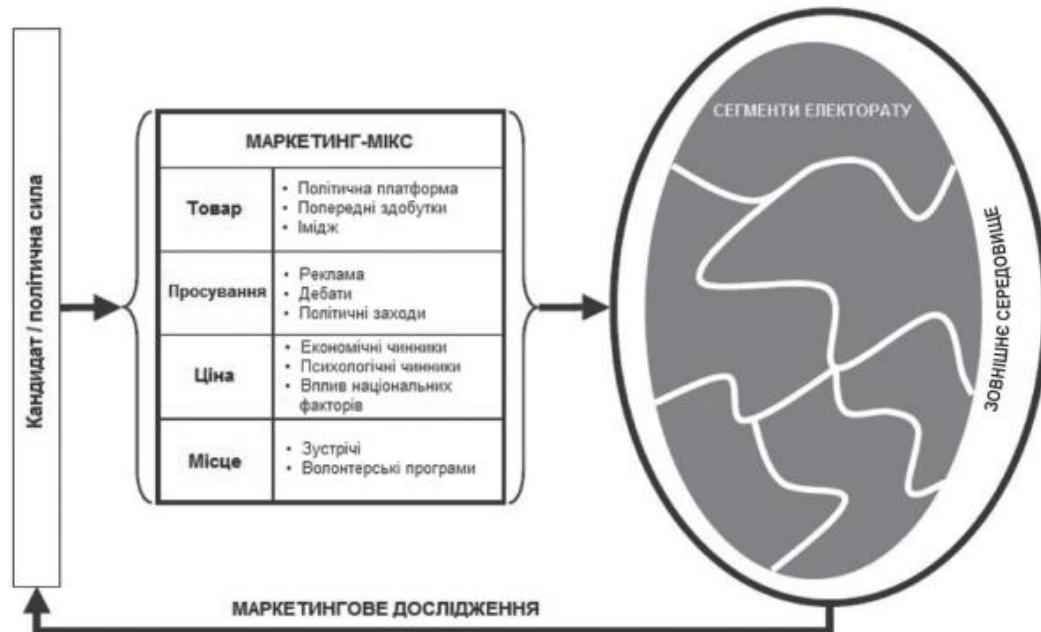 Кандидат / політична сила
МАРКЕТИНГ-МІКС
Товар
• Політична платформа
• Попередні здобутки
• Імідж
Просування
• Реклама
• Дебати
• Політичні заходи
Ціна
• Економічні чинники
• Психологічні чинники
• Вплив національних
факторів
Місце
• Зустрічі
• Волонтерські програми
СЕГМЕНТИ ЕЛЕКТОРАТУ
ЗОВНІШНЄ СЕРЕДОВИЩЕ
МАРКЕТИНГОВЕ ДОСЛІДЖЕННЯ